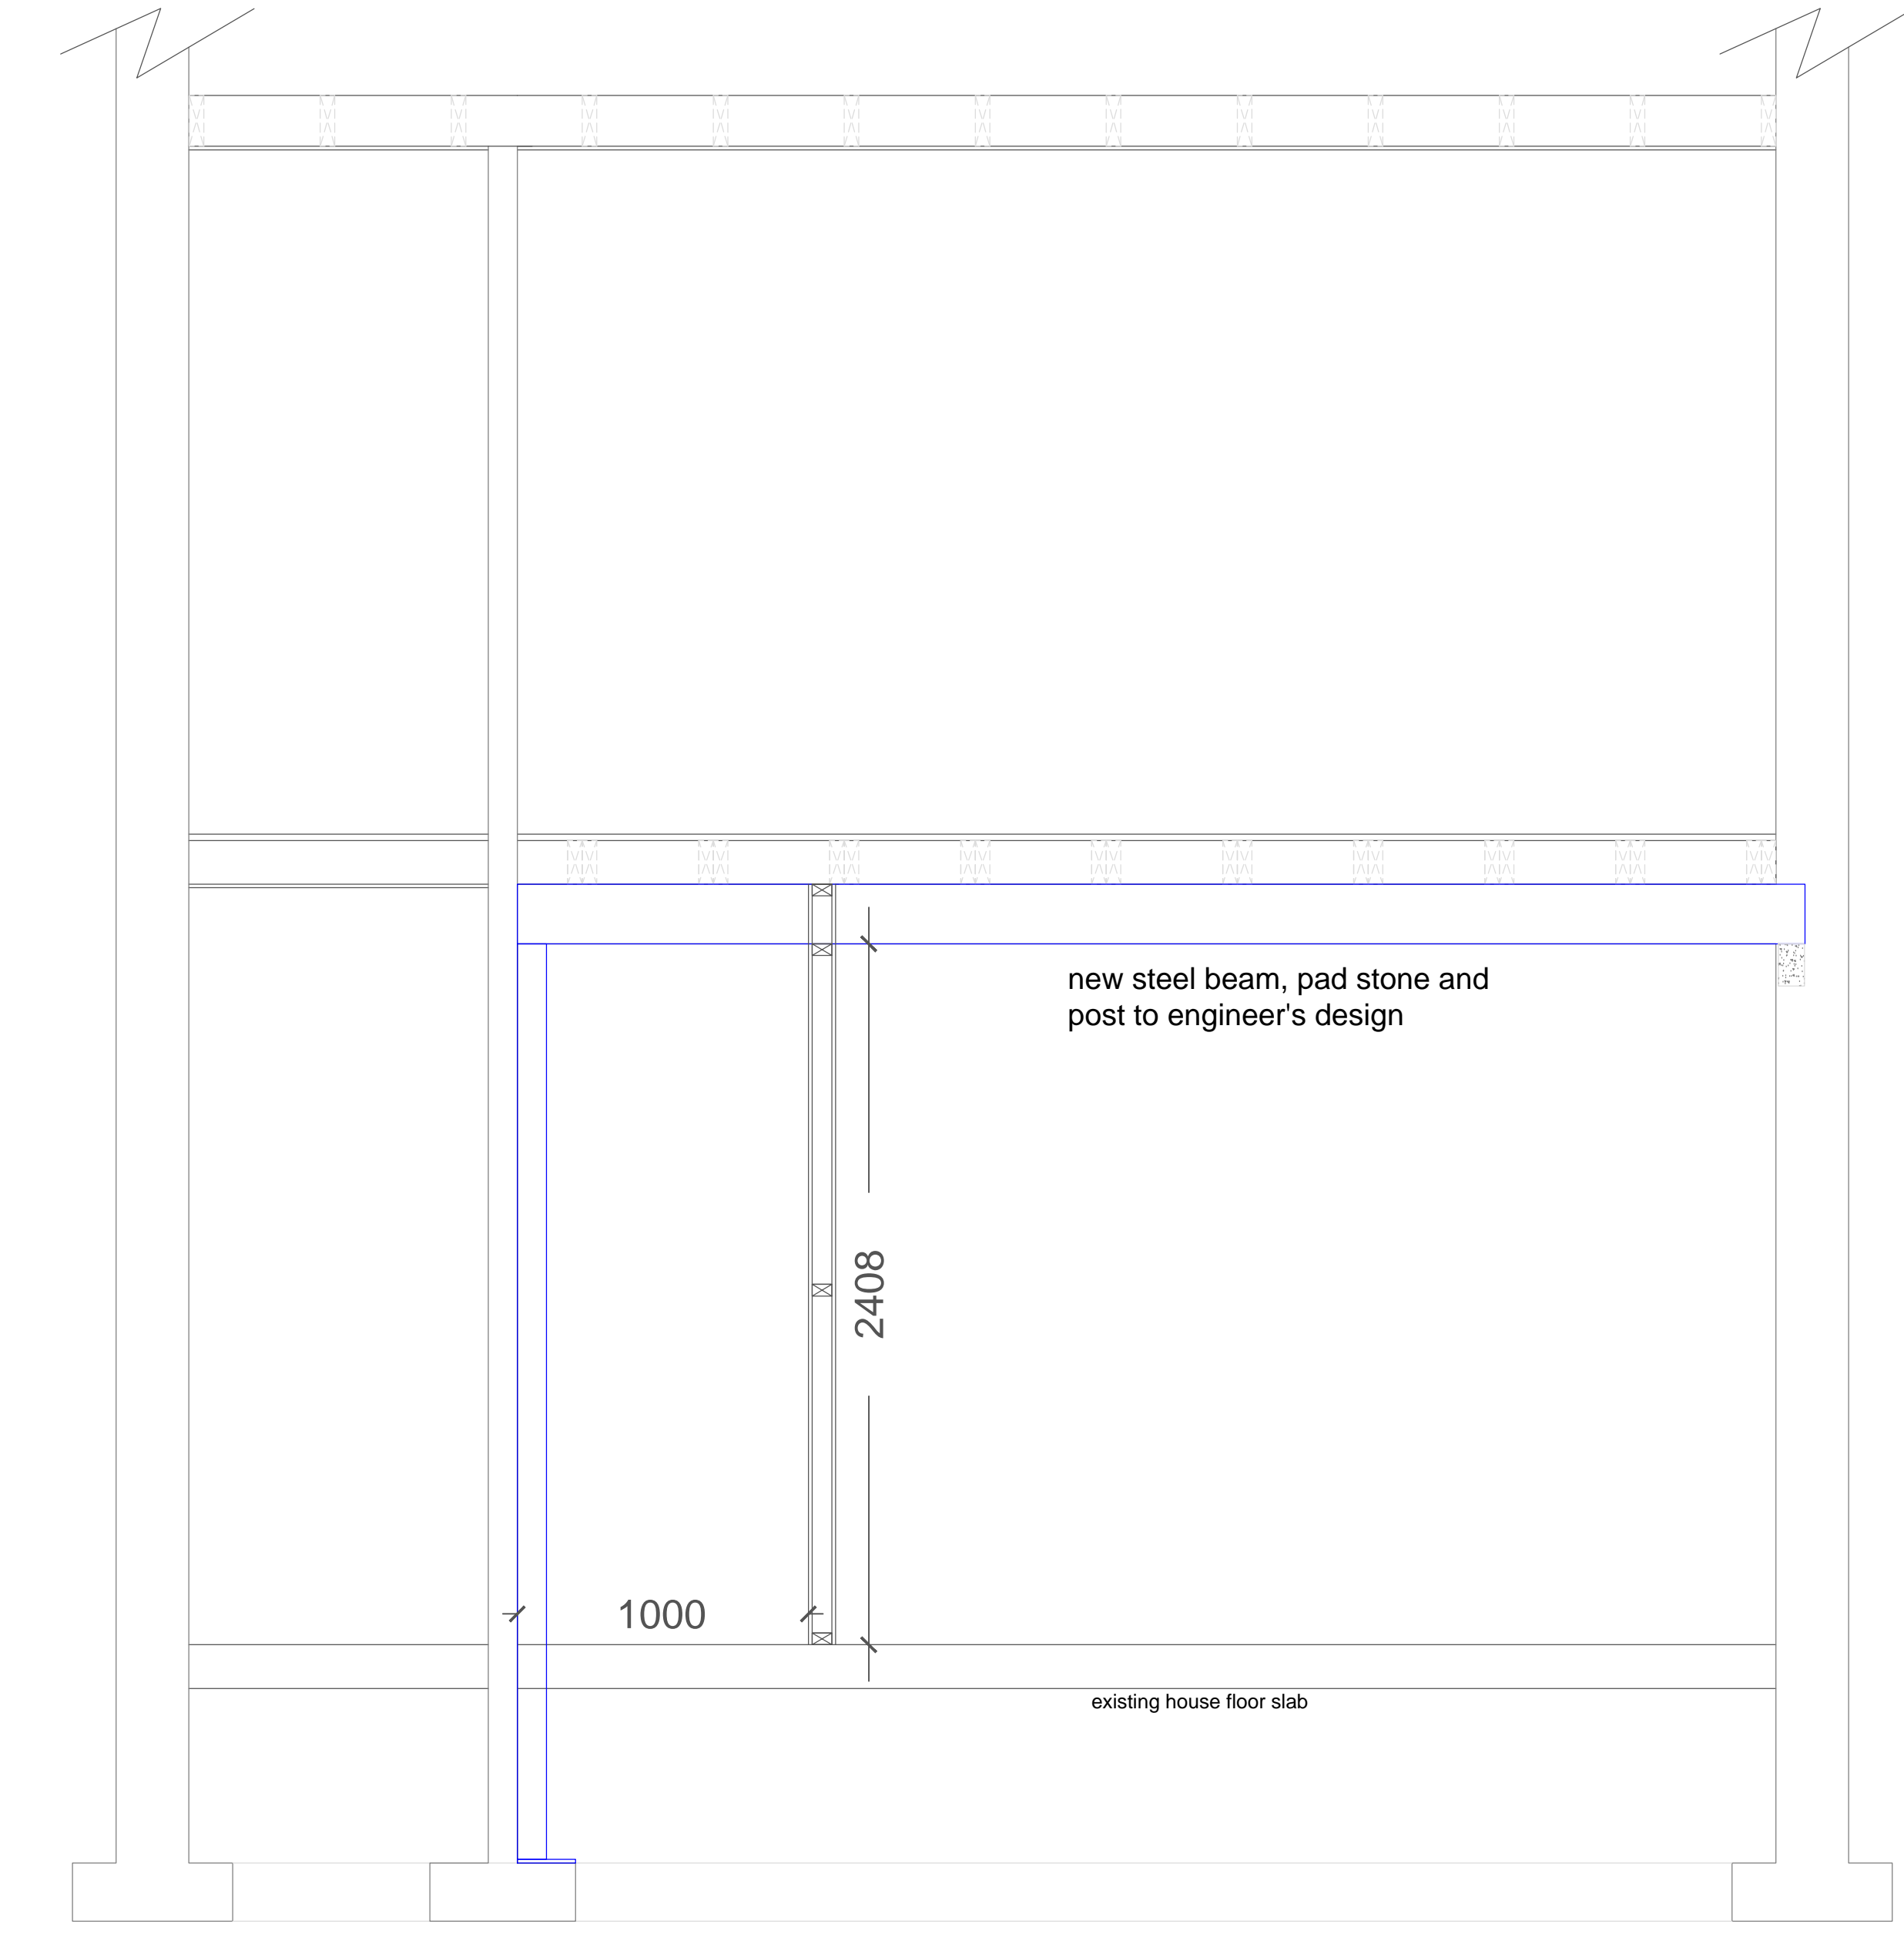 new steel beam, pad stone and
post to engineer's design
2408
1000
existing house floor slab